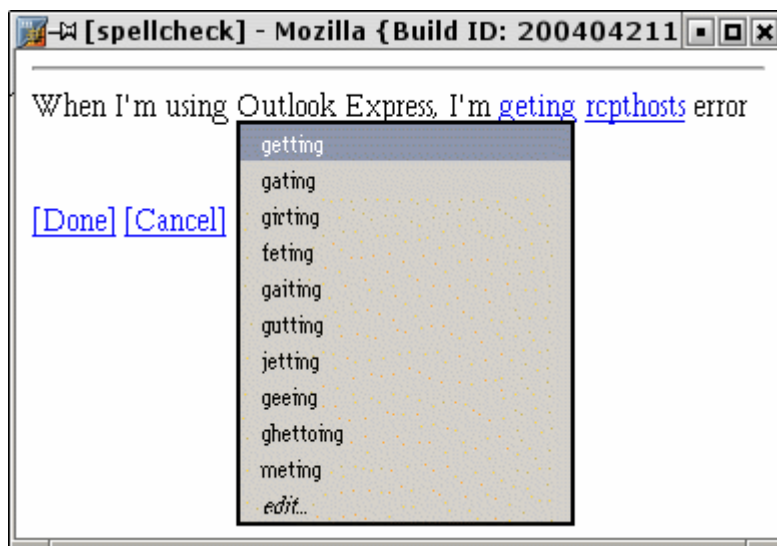 [spellcheck] - Mozilla {Build ID: 200404211
When I'm using Outlook Express, I'm geting rcpthosts error
getting
gating
girting
feting
gaiting
gutting
jetting
geeing
ghettoing
meting
edit...
[Done] [Cancel]